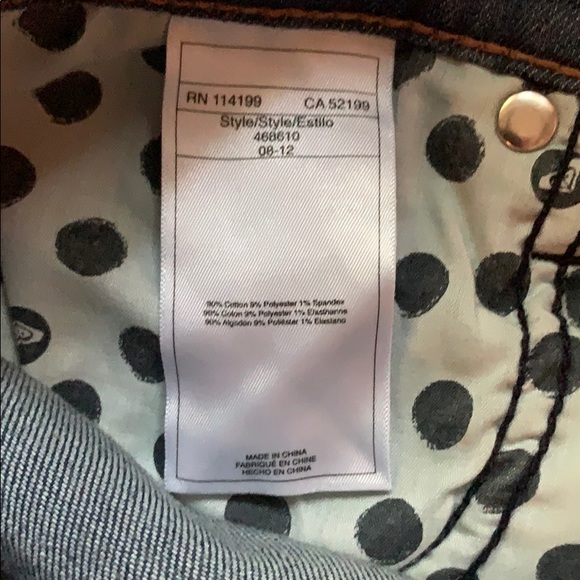 RN 114199 CA 52199
Style/Style/Estilo
468610
08-12
90% Cotton 9% Polyester 1% Spandex
90% Coton 9% Polyester 1% Elasthanne
90% Algodón 9% Poliéster 1% Elastano
MADE IN CHINA
FABRIQUÉ EN CHINE
HECHO EN CHINA